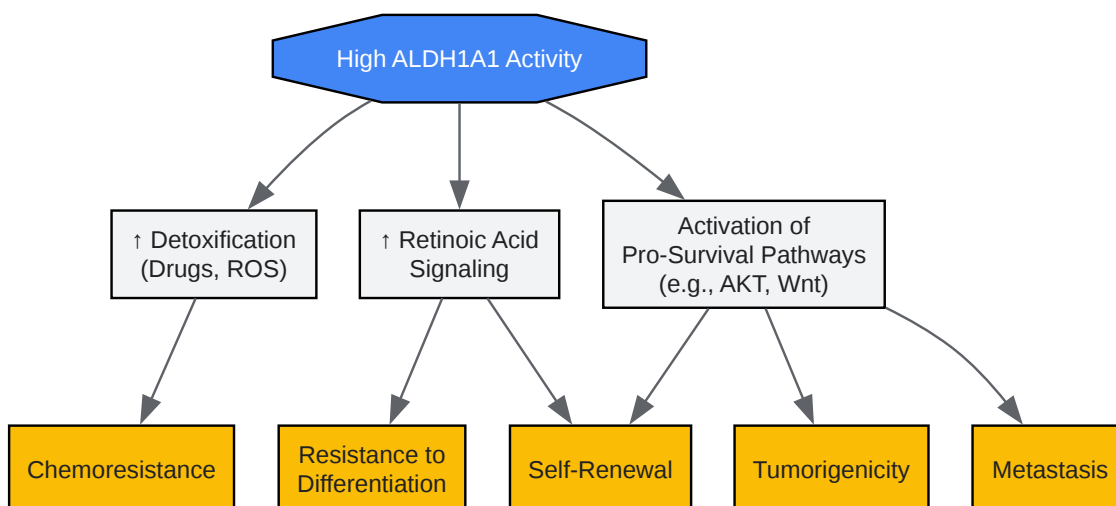 High ALDH1A1 Activity
↑ Detoxification
(Drugs, ROS)
↑ Retinoic Acid
Signaling
Activation of
Pro-Survival Pathways
(e.g., AKT, Wnt)
Chemoresistance
Resistance to
Differentiation
Self-Renewal
Tumorigenicity
Metastasis